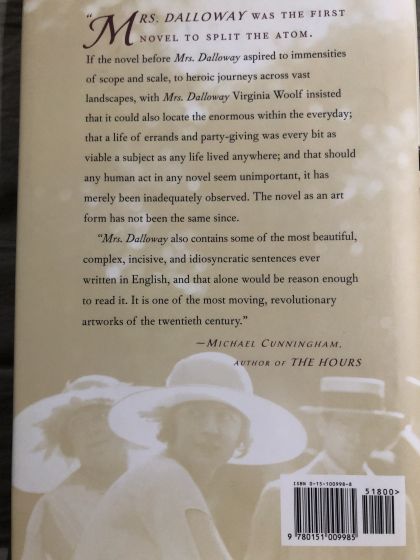 “MRS. DALLOWAY WAS THE FIRST
NOVEL TO SPLIT THE ATOM.
If the novel before Mrs. Dalloway aspired to immensities
of scope and scale, to heroic journeys across vast
landscapes, with Mrs. Dalloway Virginia Woolf insisted
that it could also locate the enormous within the everyday;
that a life of errands and party-giving was every bit as
viable a subject as any life lived anywhere; and that should
any human act in any novel seem unimportant, it has
merely been inadequately observed. The novel as an art
form has not been the same since.
“Mrs. Dalloway also contains some of the most beautiful,
complex, incisive, and idiosyncratic sentences ever
written in English, and that alone would be reason enough
to read it. It is one of the most moving, revolutionary
artworks of the twentieth century.”
—MICHAEL CUNNINGHAM,
AUTHOR OF THE HOURS
ISBN 0-15-100998-8
51800>
9 780151 009985